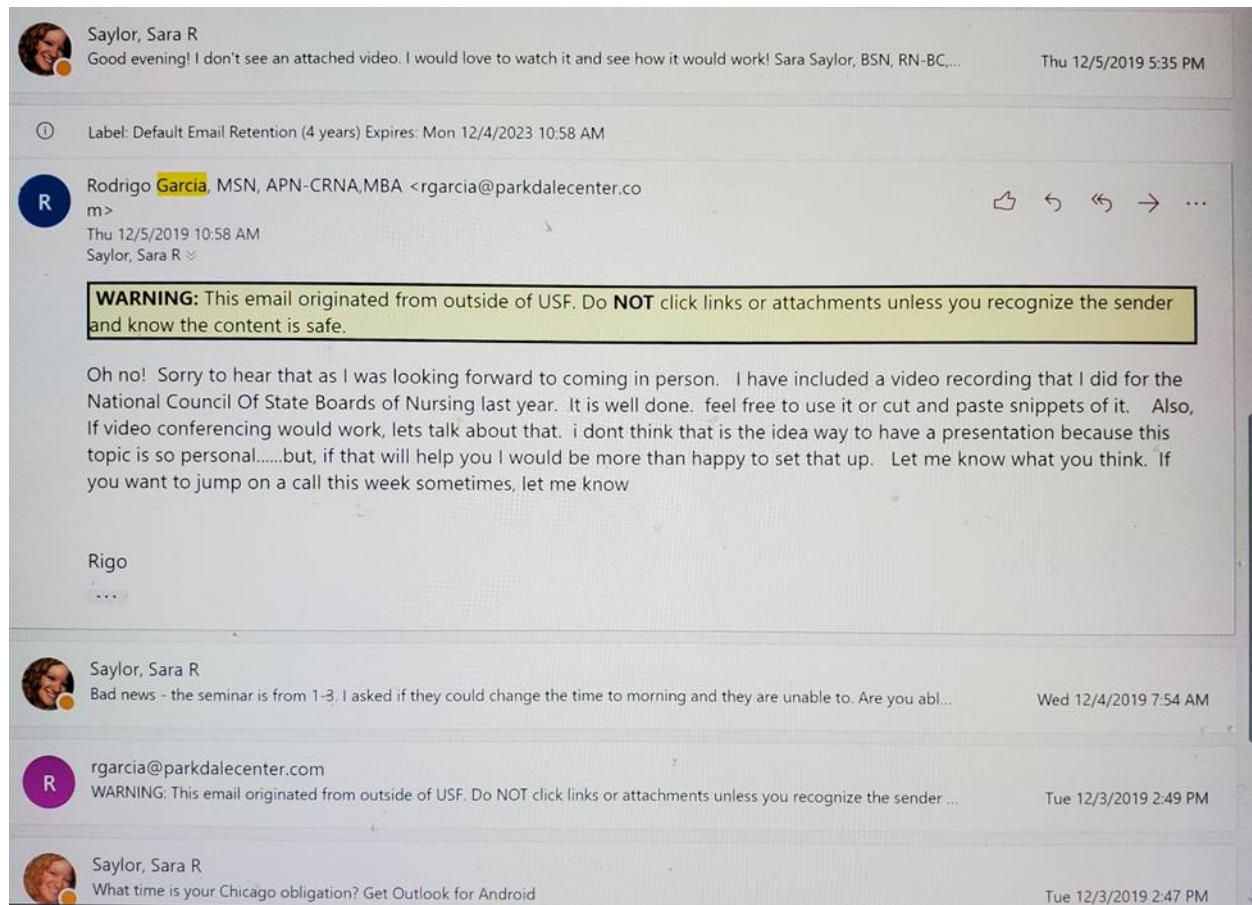 Saylor, Sara R
Good evening! I don't see an attached video. I would love to watch it and see how it would work! Sara Saylor, BSN, RN-BC,...
Thu 12/5/2019 5:35 PM
Label: Default Email Retention (4 years) Expires: Mon 12/4/2023 10:58 AM
R
Rodrigo Garcia, MSN, APN-CRNA,MBA <rgarcia@parkdalecenter.co
m>
Thu 12/5/2019 10:58 AM
Saylor, Sara R
WARNING: This email originated from outside of USF. Do NOT click links or attachments unless you recognize the sender
and know the content is safe.
Oh no! Sorry to hear that as I was looking forward to coming in person. I have included a video recording that I did for the
National Council Of State Boards of Nursing last year. It is well done. feel free to use it or cut and paste snippets of it. Also,
If video conferencing would work, lets talk about that. i dont think that is the idea way to have a presentation because this
topic is so personal......but, if that will help you I would be more than happy to set that up. Let me know what you think. If
you want to jump on a call this week sometimes, let me know
Rigo
...
Saylor, Sara R
Bad news - the seminar is from 1-3. I asked if they could change the time to morning and they are unable to. Are you abl...
Wed 12/4/2019 7:54 AM
R
rgarcia@parkdalecenter.com
WARNING: This email originated from outside of USF. Do NOT click links or attachments unless you recognize the sender ...
Tue 12/3/2019 2:49 PM
Saylor, Sara R
What time is your Chicago obligation? Get Outlook for Android
Tue 12/3/2019 2:47 PM